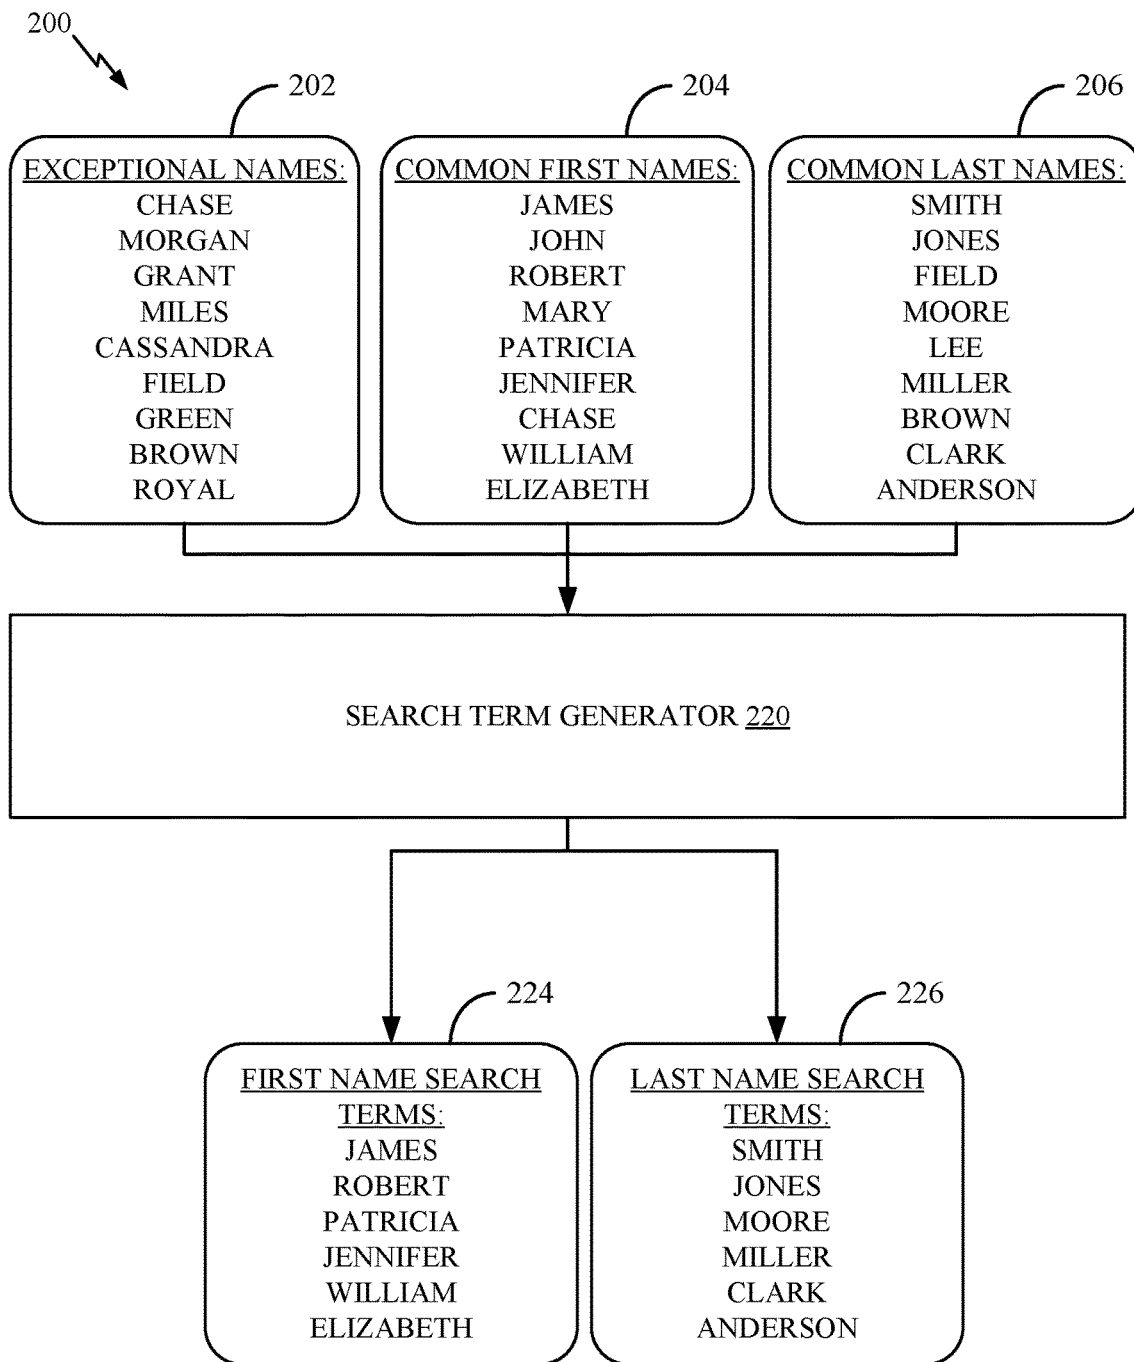 200
202
204
206
EXCEPTIONAL NAMES:
CHASE
MORGAN
GRANT
MILES
CASSANDRA
FIELD
GREEN
BROWN
ROYAL
COMMON FIRST NAMES:
JAMES
JOHN
ROBERT
MARY
PATRICIA
JENNIFER
CHASE
WILLIAM
ELIZABETH
COMMON LAST NAMES:
SMITH
JONES
FIELD
MOORE
LEE
MILLER
BROWN
CLARK
ANDERSON
SEARCH TERM GENERATOR 220
224
226
FIRST NAME SEARCH
TERMS:
JAMES
ROBERT
PATRICIA
JENNIFER
WILLIAM
ELIZABETH
LAST NAME SEARCH
TERMS:
SMITH
JONES
MOORE
MILLER
CLARK
ANDERSON